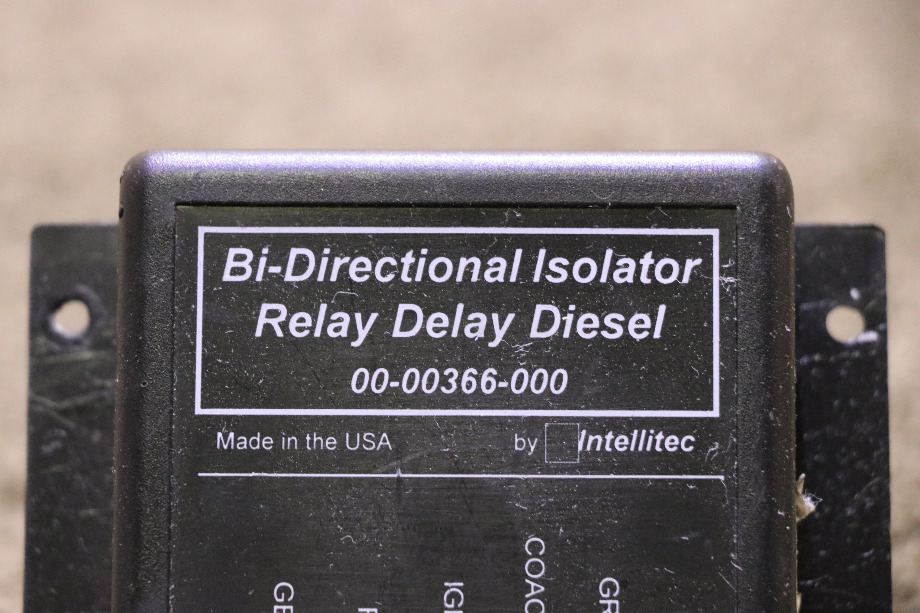 Bi-Directional Isolator
Relay Delay Diesel
00-00366-000
Made in the USA by Intellitec